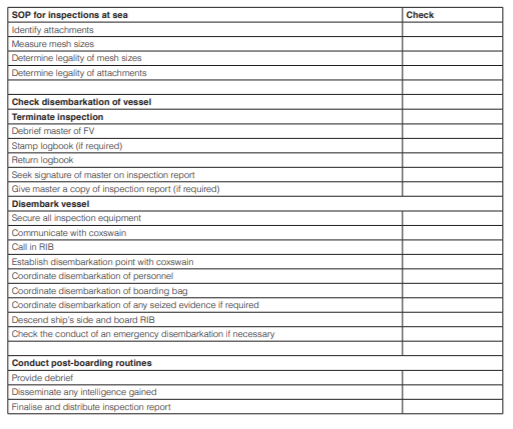 SOP for inspections at sea Check
Identify attachments
Measure mesh sizes
Determine legality of mesh sizes
Determine legality of attachments
Check disembarkation of vessel
Terminate inspection
Debrief master of FV
Stamp logbook (if required)
Return logbook
Seek signature of master on inspection report
Give master a copy of inspection report (if required)
Disembark vessel
Secure all inspection equipment
Communicate with coxswain
Call in RIB
Establish disembarkation point with coxswain
Coordinate disembarkation of personnel
Coordinate disembarkation of boarding bag
Coordinate disembarkation of any seized evidence if required
Descend ship's side and board RIB
Check the conduct of an emergency disembarkation if necessary
Conduct post-boarding routines
Provide debrief
Disseminate any intelligence gained
Finalise and distribute inspection report